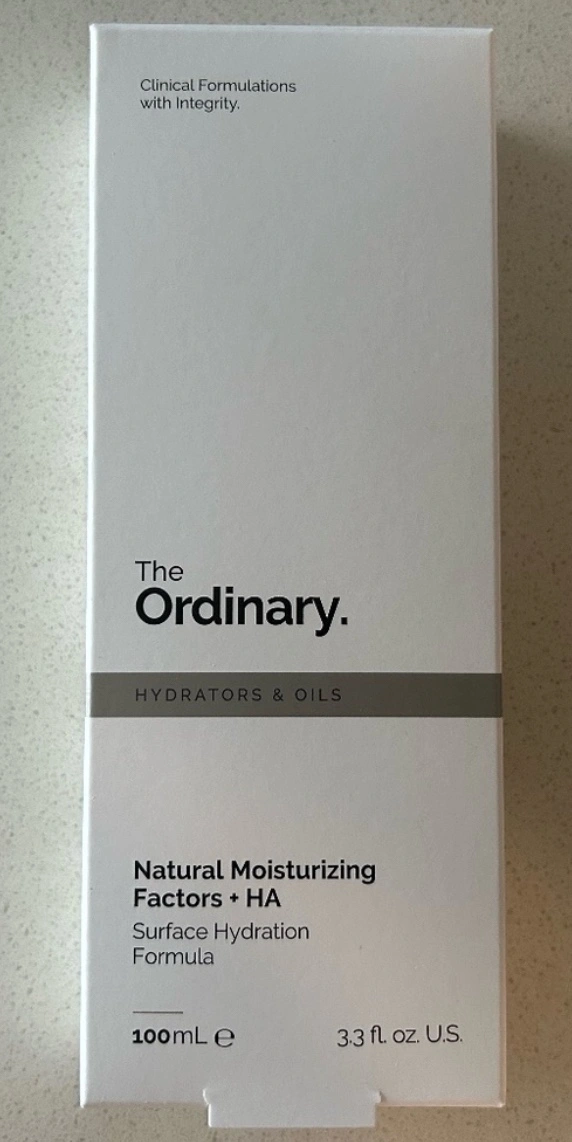 Clinical Formulations
with Integrity.
The
Ordinary.
HYDRATORS & OILS
Natural Moisturizing
Factors + HA
Surface Hydration
Formula
100mL ℮ 3.3 fl. oz. U.S.